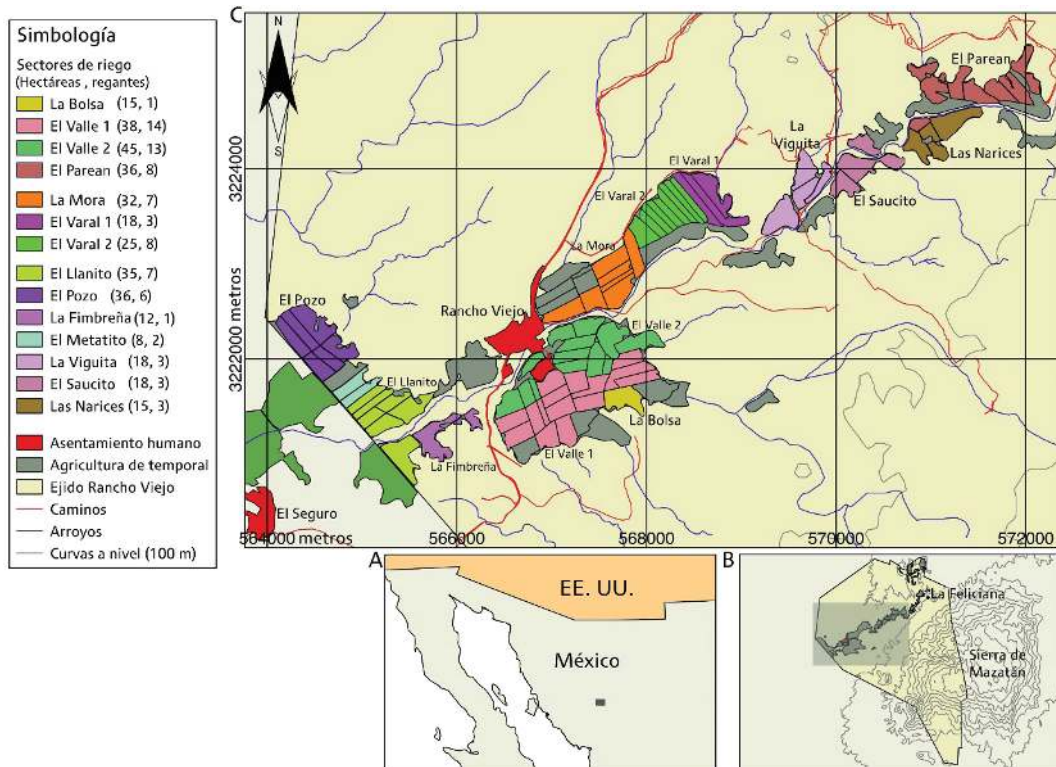 Simbología
Sectores de riego
(Hectáreas , regantes)
La Bolsa (15, 1)
El Valle 1 (38, 14)
El Valle 2 (45, 13)
El Parean (36, 8)
La Mora (32, 7)
El Varal 1 (18, 3)
El Varal 2 (25, 8)
El Llanito (35, 7)
El Pozo (36, 6)
La Fimbreña (12, 1)
El Metatito (8, 2)
La Viguita (18, 3)
El Saucito (18, 3)
Las Narices (15, 3)
Asentamiento humano
Agricultura de temporal
Ejido Rancho Viejo
Caminos
Arroyos
Curvas a nivel (100 m)
C
N
S
3224000
3222000 metros
El Parean
La
Viguita
Las Narices
El Varal 1
El Saucito
El Varal 2
La Mora
El Pozo
Rancho Viejo
El Valle 2
El Llanito
La Bolsa
El Valle 1
La Fimbreña
El Seguro
564000 metros
566000
568000
570000
572000
A
EE. UU.
México
B
La Feliciana
Sierra de
Mazatán